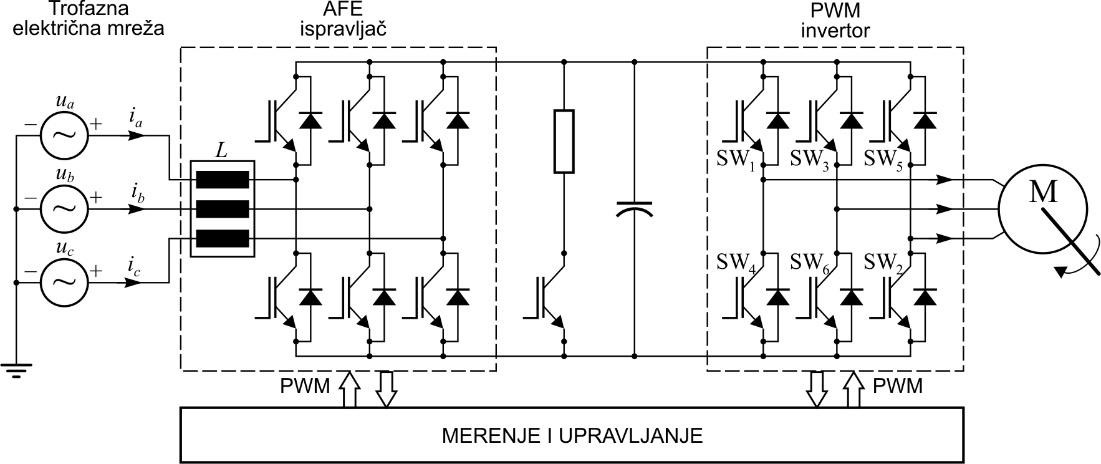 Trofazna
električna mreža
AFE
ispravljač
PWM
invertor
u_a
− +
i_a
L
u_b
− +
i_b
u_c
− +
i_c
SW₁ SW₃ SW₅
SW₄ SW₆ SW₂
M
PWM
PWM
MERENJE I UPRAVLJANJE